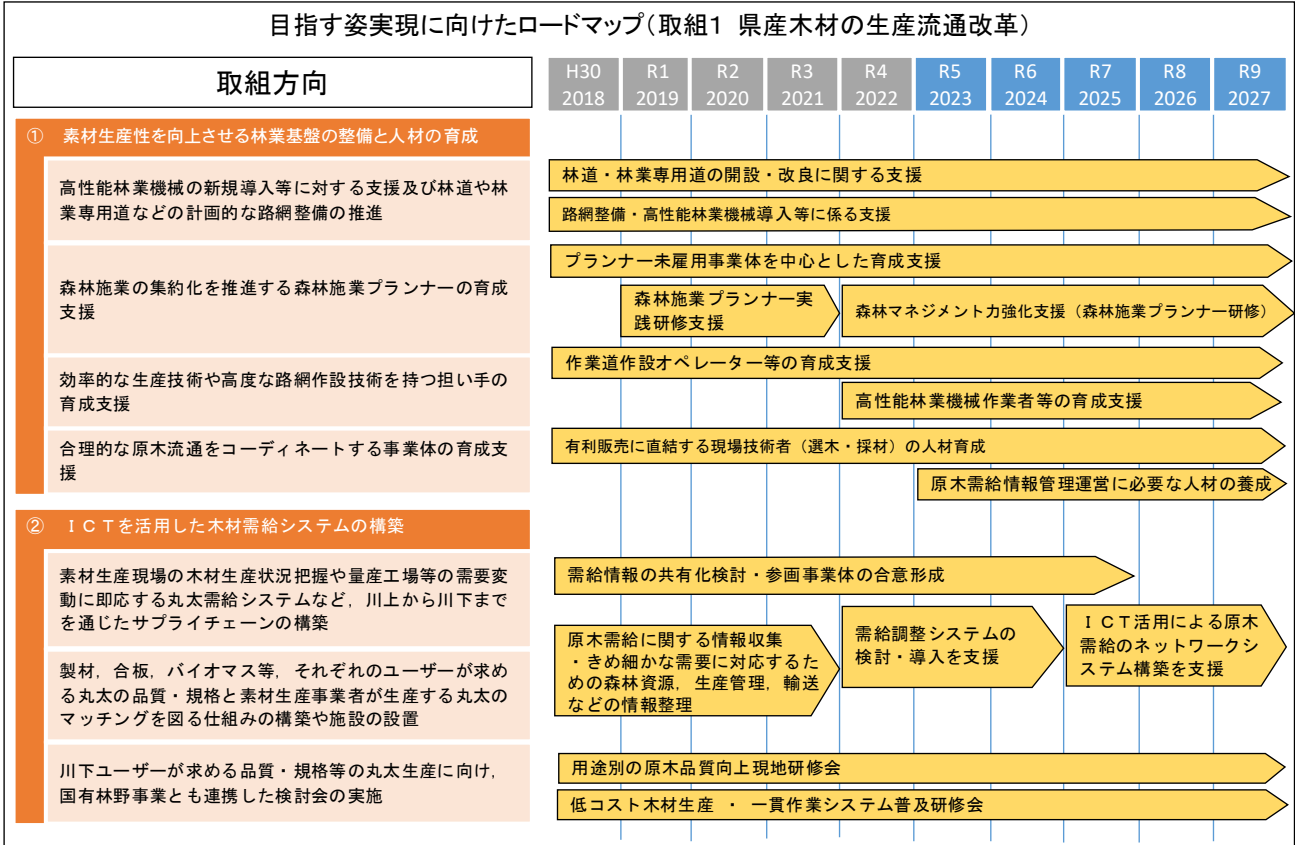 目指す姿実現に向けたロードマップ(取組1 県産木材の生産流通改革)
取組方向
H30 R1 R2 R3 R4 R5 R6 R7 R8 R9
2018 2019 2020 2021 2022 2023 2024 2025 2026 2027
① 素材生産性を向上させる林業基盤の整備と人材の育成
高性能林業機械の新規導入等に対する支援及び林道や林
業専用道などの計画的な路網整備の推進
林道・林業専用道の開設・改良に関する支援
路網整備・高性能林業機械導入等に係る支援
森林施業の集約化を推進する森林施業プランナーの育成
支援
プランナー未雇用事業体を中心とした育成支援
森林施業プランナー実
践研修支援
森林マネジメント力強化支援(森林施業プランナー研修)
効率的な生産技術や高度な路網作設技術を持つ担い手の
育成支援
作業道作設オペレーター等の育成支援
高性能林業機械作業者等の育成支援
合理的な原木流通をコーディネートする事業体の育成支
援
有利販売に直結する現場技術者(選木・採材)の人材育成
原木需給情報管理運営に必要な人材の養成
② ICTを活用した木材需給システムの構築
素材生産現場の木材生産状況把握や量産工場等の需要変
動に即応する丸太需給システムなど,川上から川下まで
を通じたサプライチェーンの構築
需給情報の共有化検討・参画事業体の合意形成
製材,合板,バイオマス等,それぞれのユーザーが求め
る丸太の品質・規格と素材生産事業者が生産する丸太の
マッチングを図る仕組みの構築や施設の設置
原木需給に関する情報収集
・きめ細かな需要に対応するた
めの森林資源,生産管理,輸送
などの情報整理
需給調整システムの
検討・導入を支援
ICT活用による原木
需給のネットワークシ
ステム構築を支援
川下ユーザーが求める品質・規格等の丸太生産に向け,
国有林野事業とも連携した検討会の実施
用途別の原木品質向上現地研修会
低コスト木材生産 ・ 一貫作業システム普及研修会